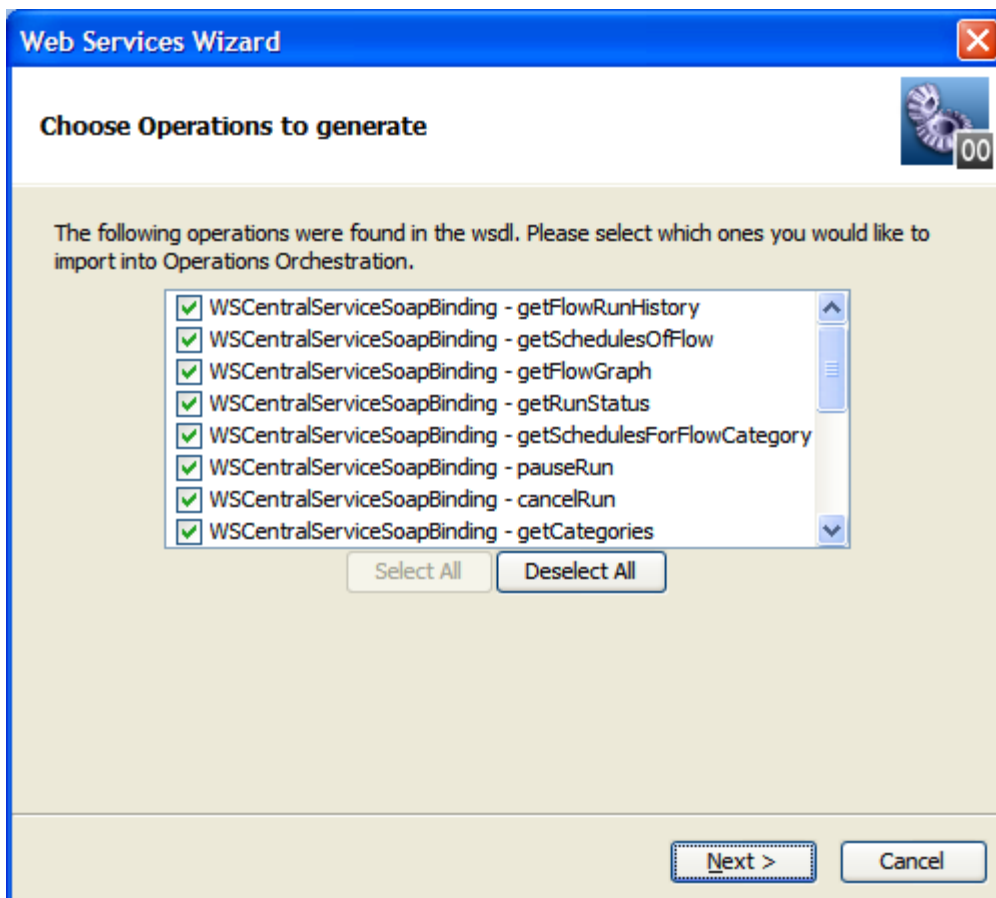 Web Services Wizard
Choose Operations to generate
00
The following operations were found in the wsdl. Please select which ones you would like to
import into Operations Orchestration.
WSCentralServiceSoapBinding - getFlowRunHistory
WSCentralServiceSoapBinding - getSchedulesOfFlow
WSCentralServiceSoapBinding - getFlowGraph
WSCentralServiceSoapBinding - getRunStatus
WSCentralServiceSoapBinding - getSchedulesForFlowCategory
WSCentralServiceSoapBinding - pauseRun
WSCentralServiceSoapBinding - cancelRun
WSCentralServiceSoapBinding - getCategories
Select All Deselect All
Next > Cancel